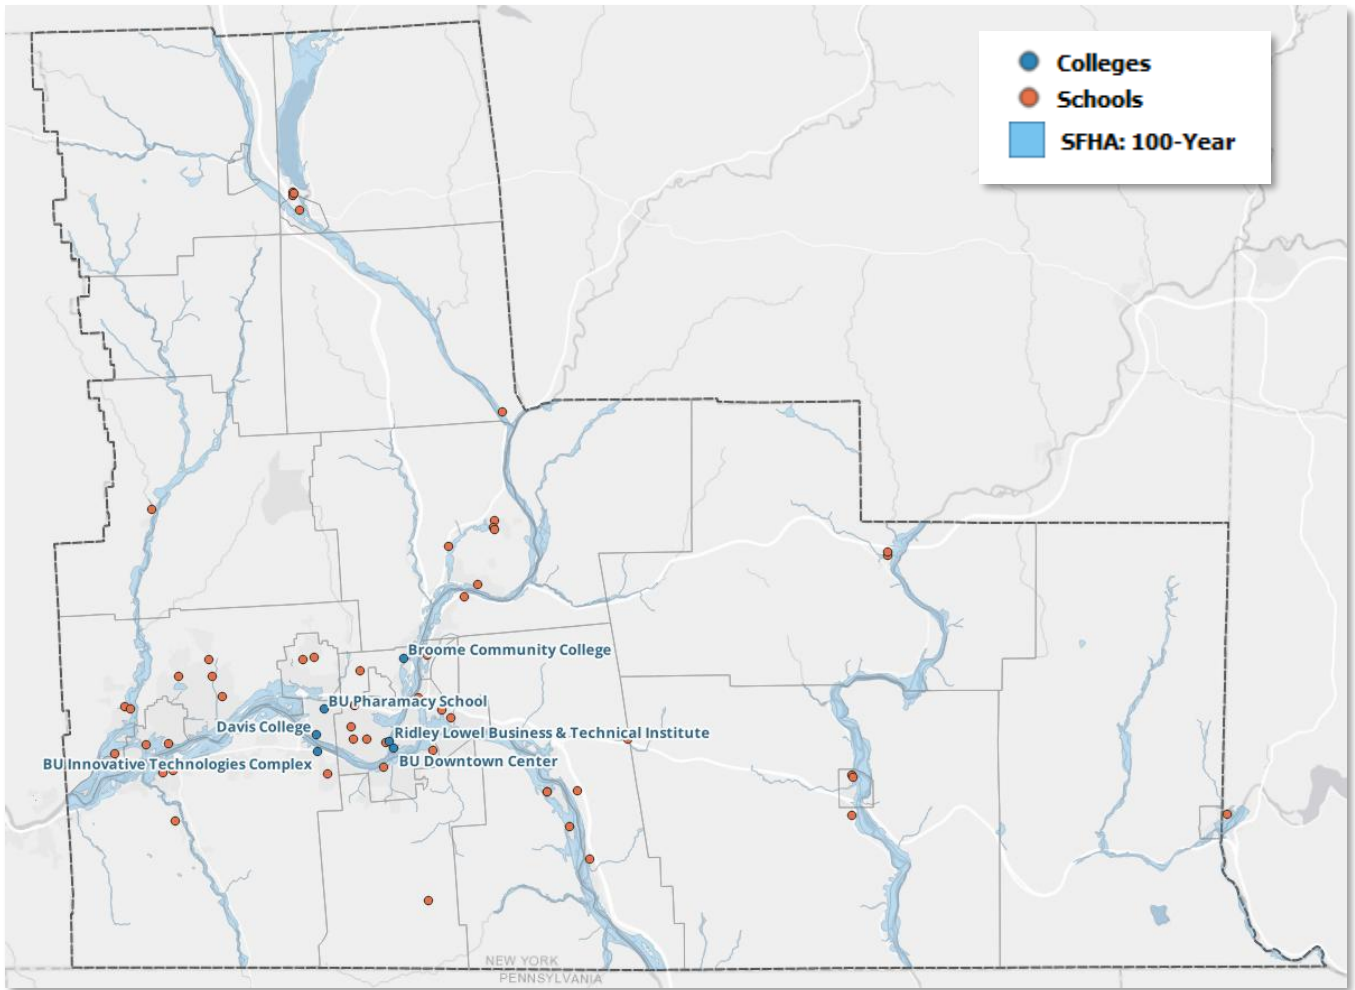 Colleges
Schools
SFHA: 100-Year
Broome Community College
BU Pharamacy School
Davis College
Ridley Lowel Business & Technical Institute
BU Innovative Technologies Complex
BU Downtown Center
NEW YORK
PENNSYLVANIA